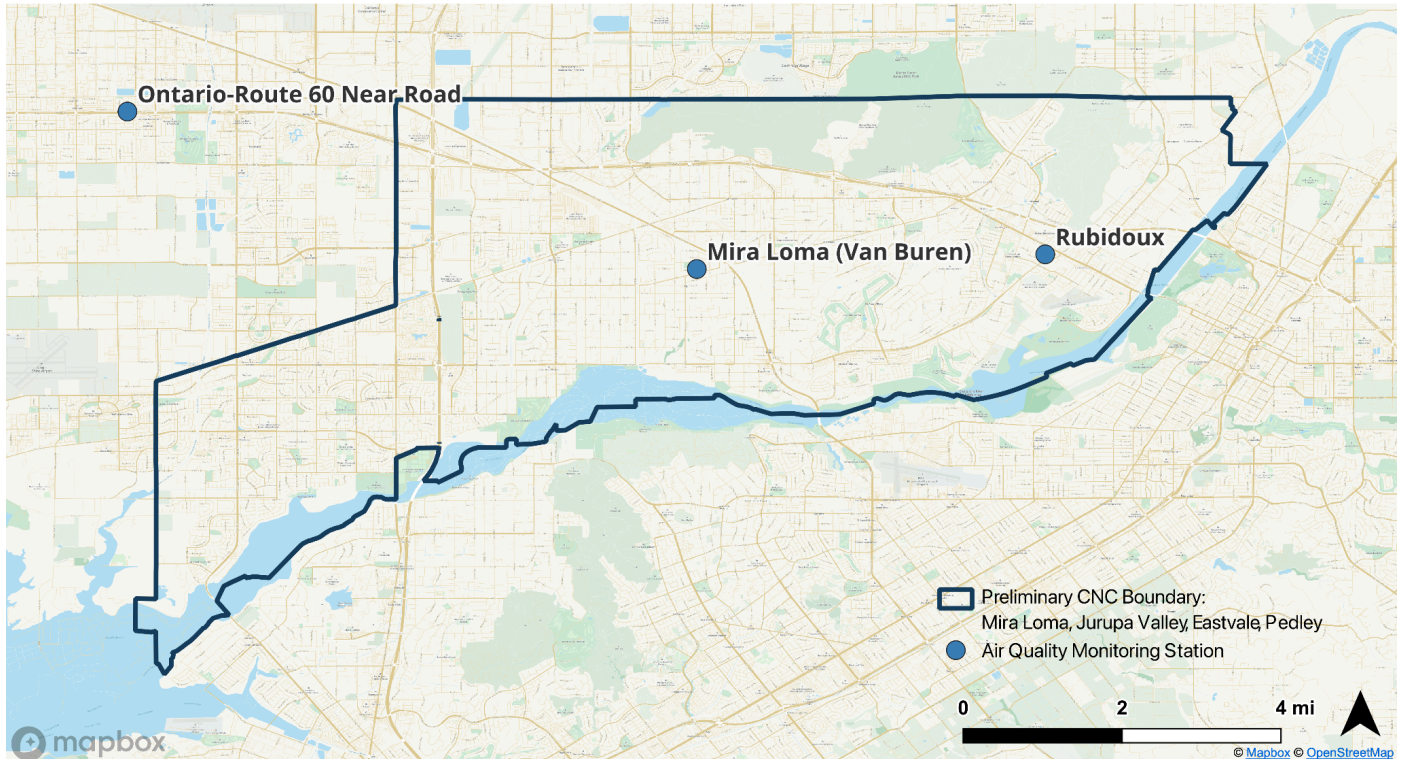 Ontario-Route 60 Near Road
Mira Loma (Van Buren)
Rubidoux
Preliminary CNC Boundary:
Mira Loma, Jurupa Valley, Eastvale, Pedley
Air Quality Monitoring Station
0 2 4 mi
mapbox
© Mapbox © OpenStreetMap